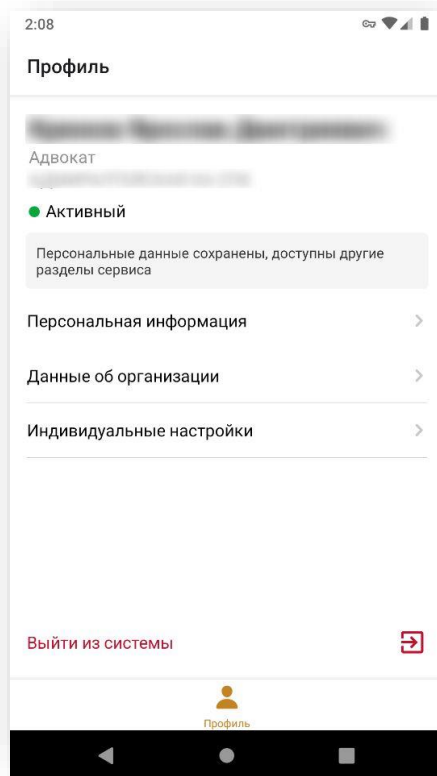 2:08
Профиль
Адвокат
Активный
Персональные данные сохранены, доступны другие
разделы сервиса
Персональная информация
Данные об организации
Индивидуальные настройки
Выйти из системы
Профиль